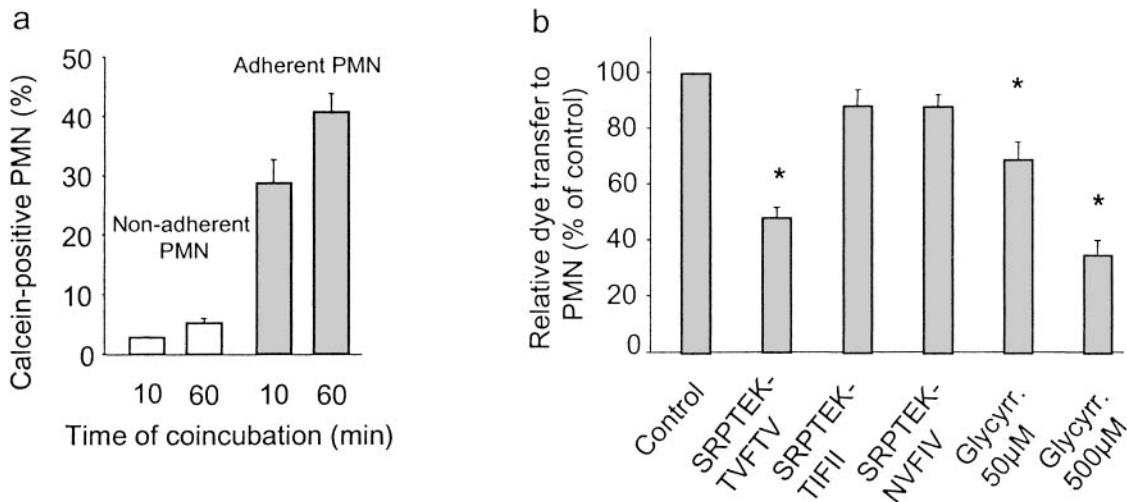 a
Calcein-positive PMN (%)
50
40
30
20
10
0
Adherent PMN
Non-adherent
PMN
10 60 10 60
Time of coincubation (min)
b
Relative dye transfer to
PMN (% of control)
100
80
60
40
20
0
*
*
*
Control
SRPTEK-
TVFTV
SRPTEK-
TIFII
SRPTEK-
NVFIV
Glycyrr.
50µM
Glycyrr.
500µM